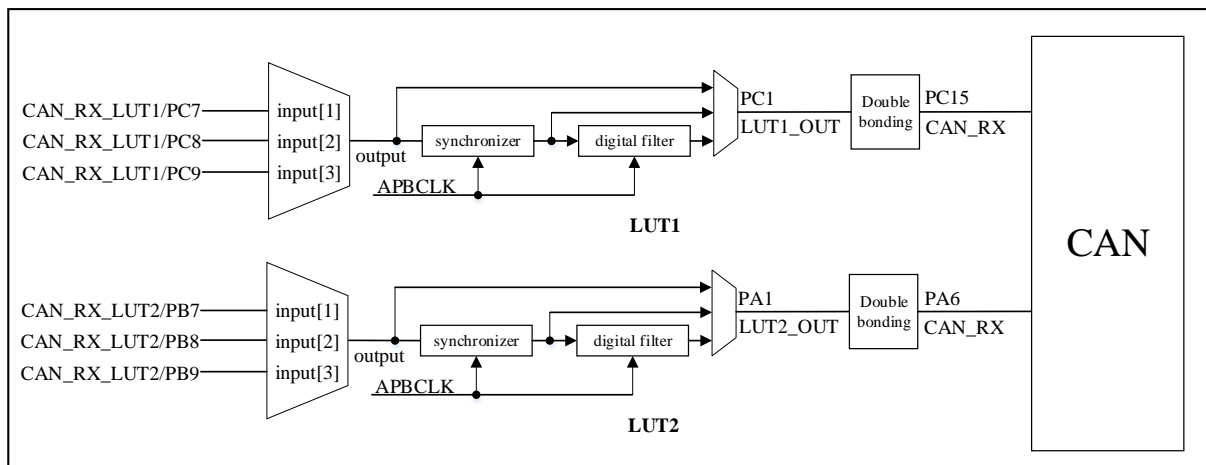 CAN_RX_LUT1/PC7
CAN_RX_LUT1/PC8
CAN_RX_LUT1/PC9
input[1]
input[2]
input[3]
output
synchronizer
digital filter
APBCLK
LUT1
PC1
LUT1_OUT
Double
bonding
PC15
CAN_RX
CAN
CAN_RX_LUT2/PB7
CAN_RX_LUT2/PB8
CAN_RX_LUT2/PB9
input[1]
input[2]
input[3]
output
synchronizer
digital filter
APBCLK
LUT2
PA1
LUT2_OUT
Double
bonding
PA6
CAN_RX